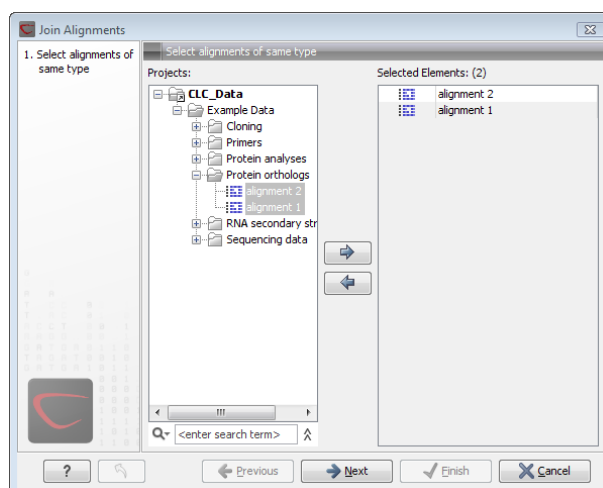 Join Alignments
1. Select alignments of
same type
Select alignments of same type
Projects:
CLC_Data
Example Data
Cloning
Primers
Protein analyses
Protein orthologs
alignment 2
alignment 1
RNA secondary str
Sequencing data
<enter search term>
Selected Elements: (2)
alignment 2
alignment 1
?
Previous
Next
Finish
Cancel